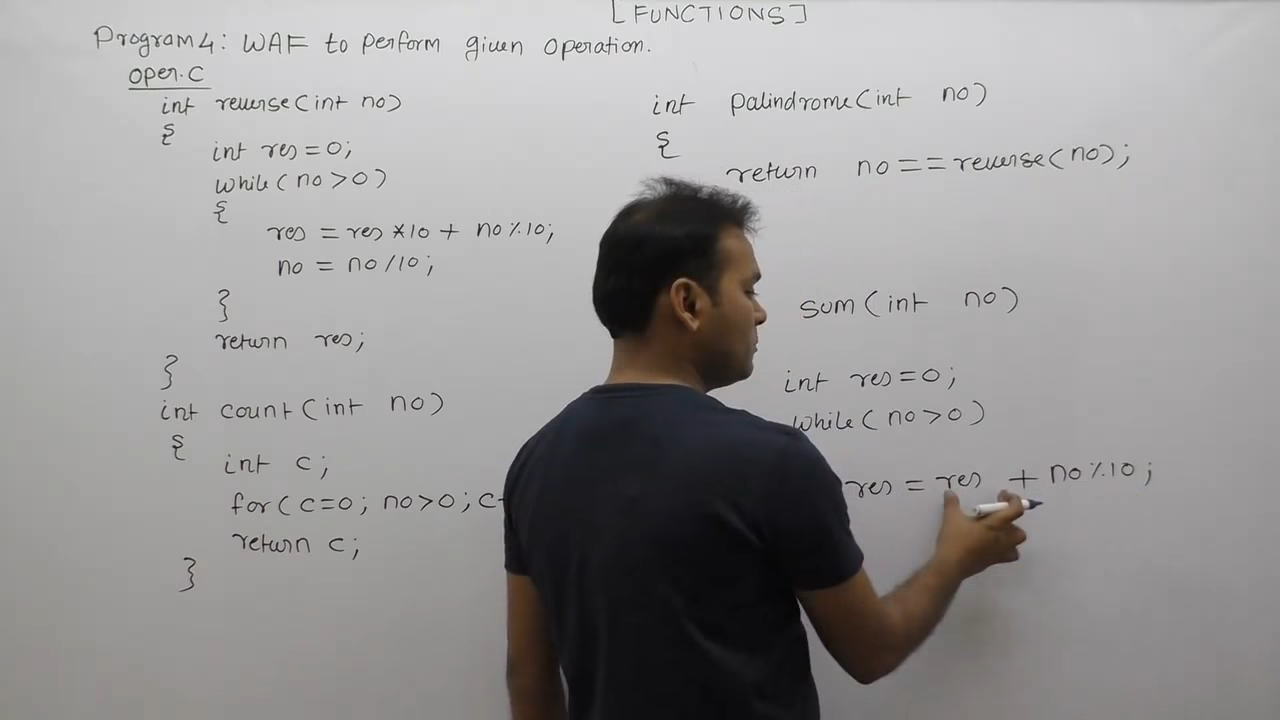 [FUNCTIONS]
Program 4: WAF to perform given operation.
oper.c
int reverse(int no)
{
int res=0;
while(no>0)
{
res = res*10 + no%10;
no = no/10;
}
return res;
}
int count(int no)
{
int c;
for(c=0; no>0; c
return c;
}
int palindrome(int no)
{
return no==reverse(no);
sum(int no)
int res=0;
while(no>0)
res = res + no%10;